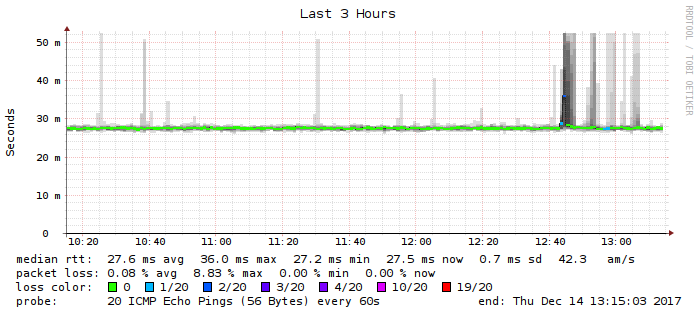 Last 3 Hours
RRDTOOL / TOBI OETIKER
Seconds
50 m
40 m
30 m
20 m
10 m
0
10:20 10:40 11:00 11:20 11:40 12:00 12:20 12:40 13:00
median rtt: 27.6 ms avg 36.0 ms max 27.2 ms min 27.5 ms now 0.7 ms sd 42.3 am/s
packet loss: 0.08 % avg 8.83 % max 0.00 % min 0.00 % now
loss color: 0 1/20 2/20 3/20 4/20 10/20 19/20
probe: 20 ICMP Echo Pings (56 Bytes) every 60s end: Thu Dec 14 13:15:03 2017